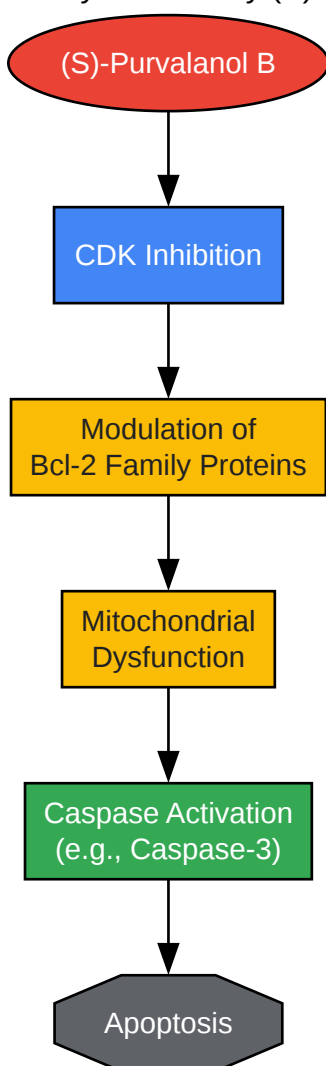 (S)-Purvalanol B
CDK Inhibition
Modulation of
Bcl-2 Family Proteins
Mitochondrial
Dysfunction
Caspase Activation
(e.g., Caspase-3)
Apoptosis